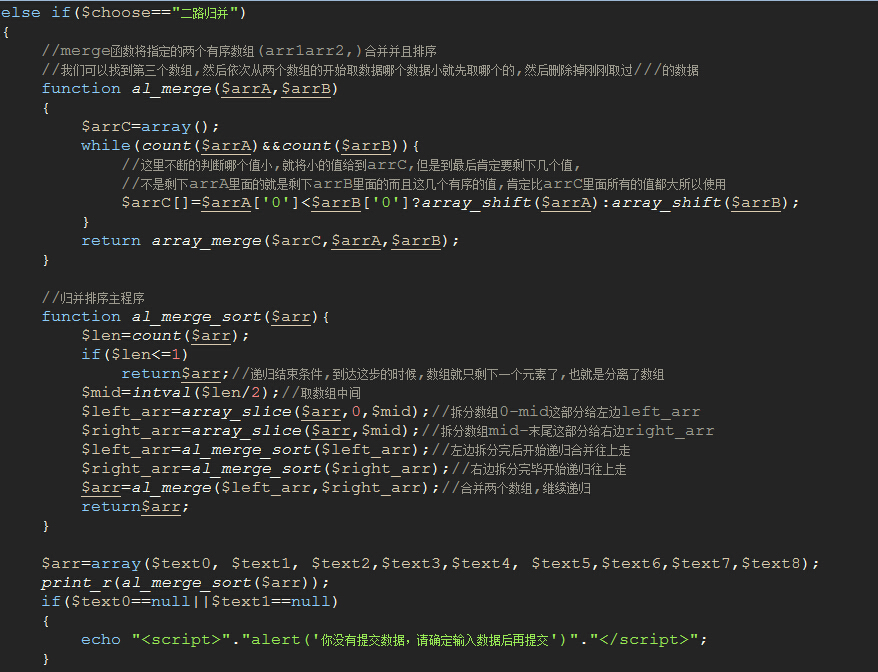 else if($choose=="二路归并")
{
//merge函数将指定的两个有序数组(arr1arr2,)合并并且排序
//我们可以找到第三个数组,然后依次从两个数组的开始取数据哪个数据小就先取哪个的,然后删除掉刚刚取过///的数据
function al_merge($arrA,$arrB)
{
$arrC=array();
while(count($arrA)&&count($arrB)){
//这里不断的判断哪个值小,就将小的值给到arrC,但是到最后肯定要剩下几个值,
//不是剩下arrA里面的就是剩下arrB里面的而且这几个有序的值,肯定比arrC里面所有的值都大所以使用
$arrC[]=$arrA['0']<$arrB['0']?array_shift($arrA):array_shift($arrB);
}
return array_merge($arrC,$arrA,$arrB);
}
//归并排序主程序
function al_merge_sort($arr){
$len=count($arr);
if($len<=1)
return$arr;//递归结束条件,到达这步的时候,数组就只剩下一个元素了,也就是分离了数组
$mid=intval($len/2);//取数组中间
$left_arr=array_slice($arr,0,$mid);//拆分数组0-mid这部分给左边left_arr
$right_arr=array_slice($arr,$mid);//拆分数组mid-末尾这部分给右边right_arr
$left_arr=al_merge_sort($left_arr);//左边拆分完后开始递归合并往上走
$right_arr=al_merge_sort($right_arr);//右边拆分完毕开始递归往上走
$arr=al_merge($left_arr,$right_arr);//合并两个数组,继续递归
return$arr;
}
$arr=array($text0, $text1, $text2,$text3,$text4, $text5,$text6,$text7,$text8);
print_r(al_merge_sort($arr));
if($text0==null||$text1==null)
{
echo "<script>"."alert('你没有提交数据，请确定输入数据后再提交')"."</script>";
}